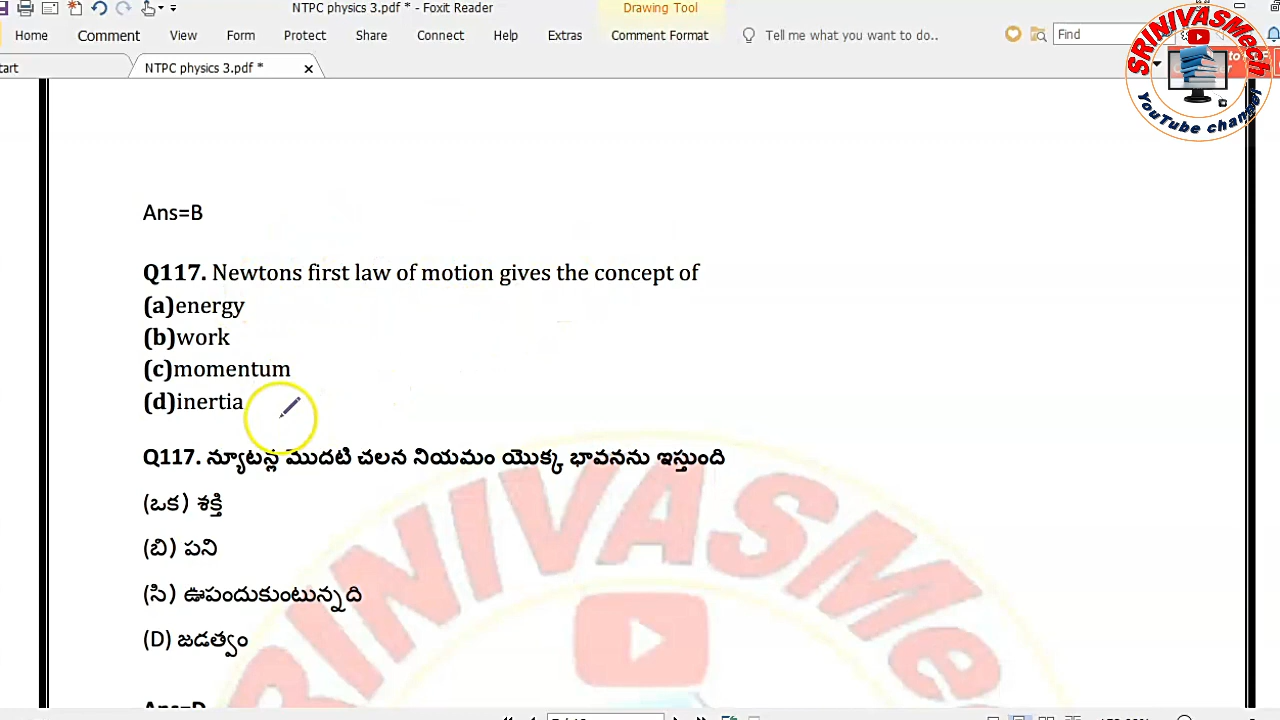 NTPC physics 3.pdf * - Foxit Reader
Drawing Tool
Home Comment View Form Protect Share Connect Help Extras Comment Format Tell me what you want to do.. Find
tart NTPC physics 3.pdf *
SRINIVASMech
YouTube channel
Ans=B
Q117. Newtons first law of motion gives the concept of
(a)energy
(b)work
(c)momentum
(d)inertia
Q117. న్యూటన్ల మొదటి చలన నియమం యొక్క భావనను ఇస్తుంది
(ఒక) శక్తి
(బి) పని
(సి) ఊపందుకుంటున్నది
(D) జడత్వం
SRINIVASMec
Ans=D